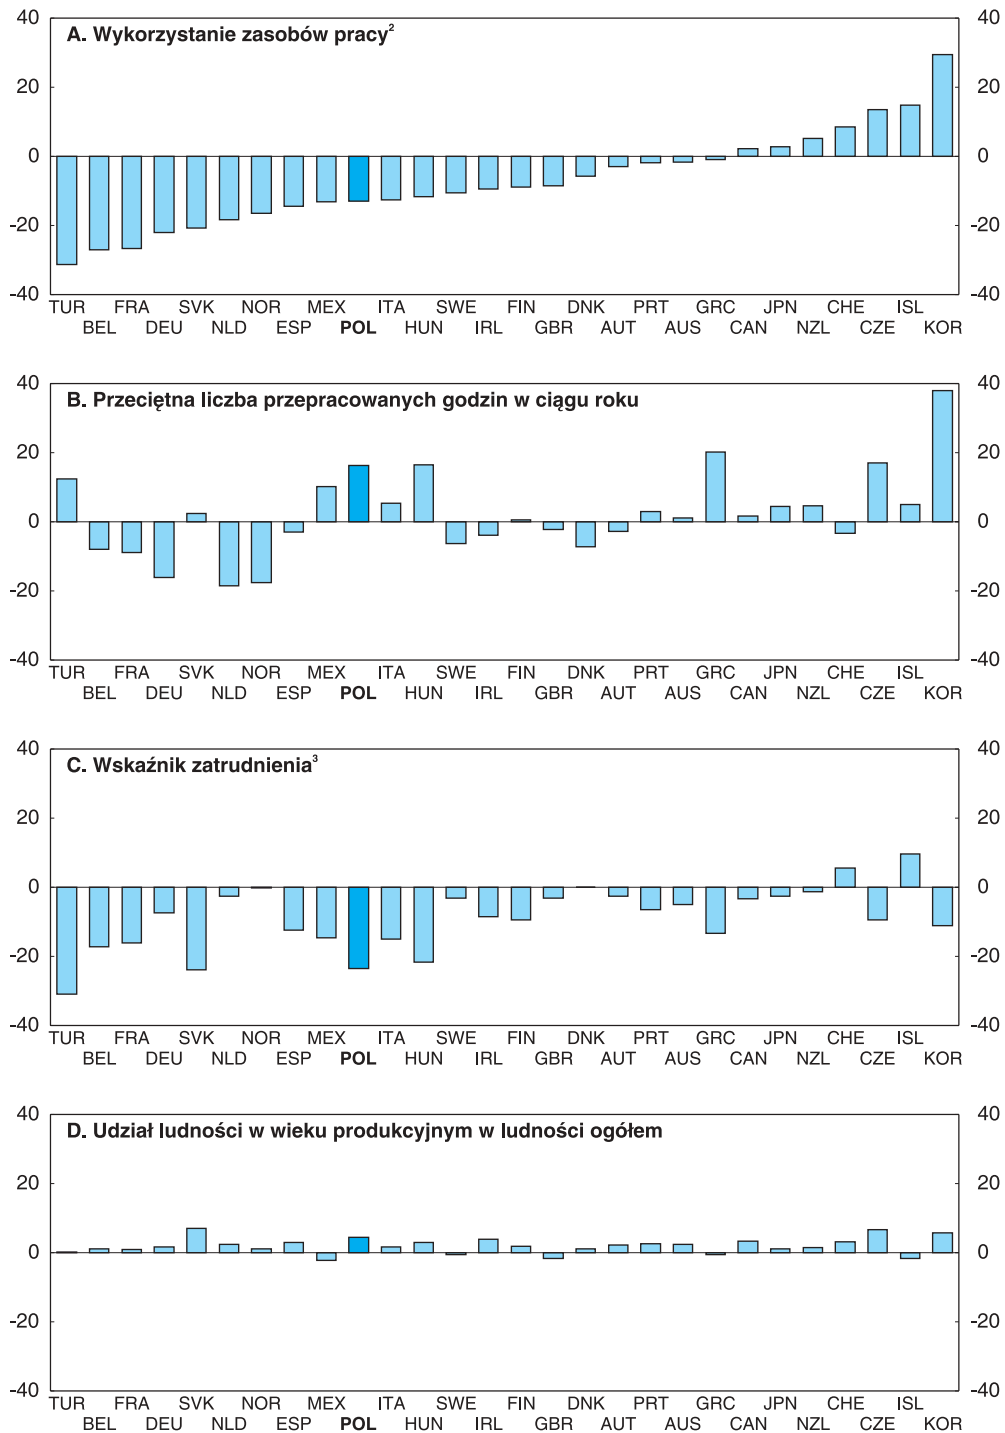 A. Wykorzystanie zasobów pracy²
40 40
20 20
0 0
-20 -20
-40 -40
TUR FRA SVK NOR MEX ITA SWE FIN DNK PRT GRC JPN CHE ISL
BEL DEU NLD ESP POL HUN IRL GBR AUT AUS CAN NZL CZE KOR
B. Przeciętna liczba przepracowanych godzin w ciągu roku
40 40
20 20
0 0
-20 -20
-40 -40
TUR FRA SVK NOR MEX ITA SWE FIN DNK PRT GRC JPN CHE ISL
BEL DEU NLD ESP POL HUN IRL GBR AUT AUS CAN NZL CZE KOR
C. Wskaźnik zatrudnienia³
40 40
20 20
0 0
-20 -20
-40 -40
TUR FRA SVK NOR MEX ITA SWE FIN DNK PRT GRC JPN CHE ISL
BEL DEU NLD ESP POL HUN IRL GBR AUT AUS CAN NZL CZE KOR
D. Udział ludności w wieku produkcyjnym w ludności ogółem
40 40
20 20
0 0
-20 -20
-40 -40
TUR FRA SVK NOR MEX ITA SWE FIN DNK PRT GRC JPN CHE ISL
BEL DEU NLD ESP POL HUN IRL GBR AUT AUS CAN NZL CZE KOR